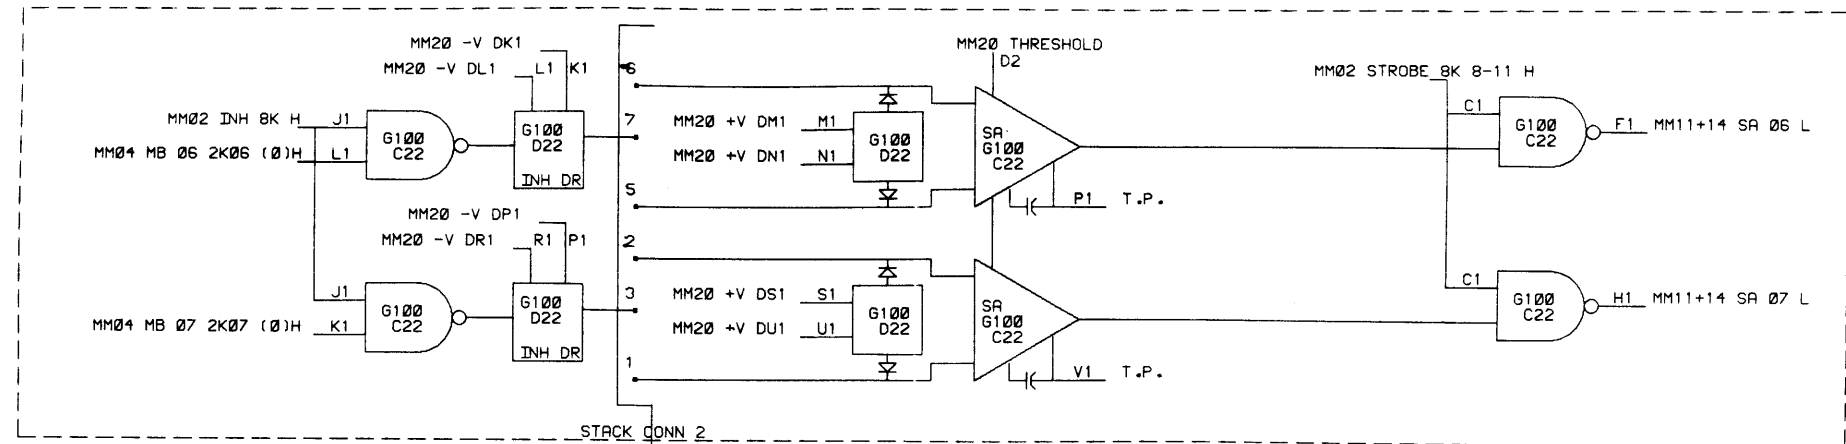 MM20 -V DK1
MM20 -V DL1 L1 K1
MM02 INH 8K H J1
MM04 MB 06 2K06 (0)H L1
G100
C22
G100
D22
INH DR
MM20 -V DP1
MM20 -V DR1 R1 P1
J1
MM04 MB 07 2K07 (0)H K1
G100
C22
G100
D22
INH DR
6
7
5
2
3
1
STACK CONN 2
MM20 THRESHOLD
D2
MM20 +V DM1 M1
MM20 +V DN1 N1
G100
D22
SA
G100
C22
P1 T.P.
MM20 +V DS1 S1
MM20 +V DU1 U1
G100
D22
SA
G100
C22
V1 T.P.
MM02 STROBE 8K 8-11 H
C1
G100
C22
F1 MM11+14 SA 06 L
C1
G100
C22
H1 MM11+14 SA 07 L